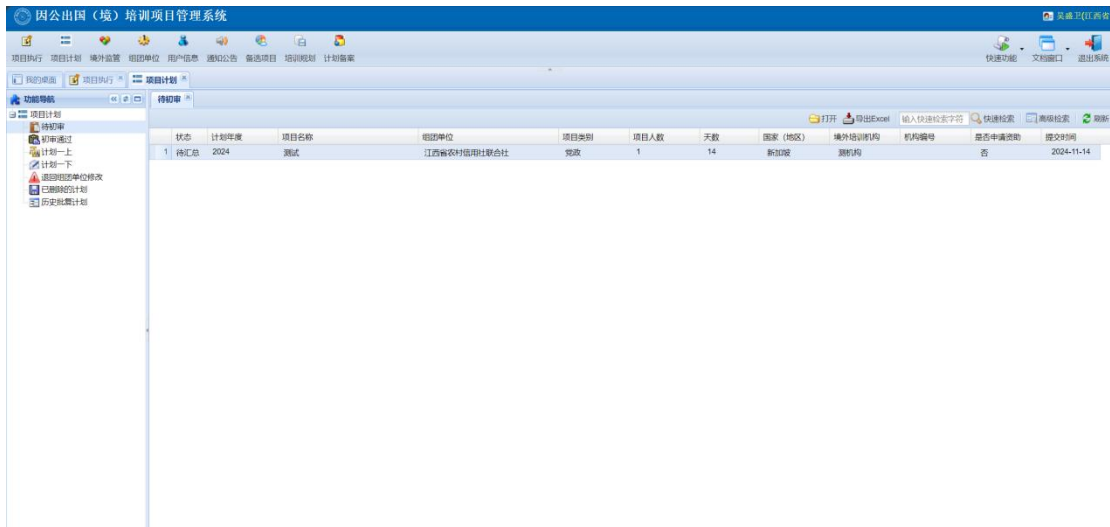 因公出国（境）培训项目管理系统
吴盛卫(江西省
项目执行 项目计划 境外监管 组团单位 用户信息 通知公告 备选项目 培训规划 计划备案
快速功能 文档窗口 退出系统
我的桌面 项目执行 项目计划
功能导航 待初审
项目计划
待初审
初审通过
计划一上
计划一下
退回组团单位修改
已删除的计划
历史批复计划
打开 导出Excel 输入快速检索字符 快速检索 高级检索 刷新
状态 计划年度 项目名称 组团单位 项目类别 项目人数 天数 国家（地区） 境外培训机构 机构编号 是否申请资助 提交时间
1 待汇总 2024 测试 江西省农村信用社联合社 党政 1 14 新加坡 测机构 否 2024-11-14